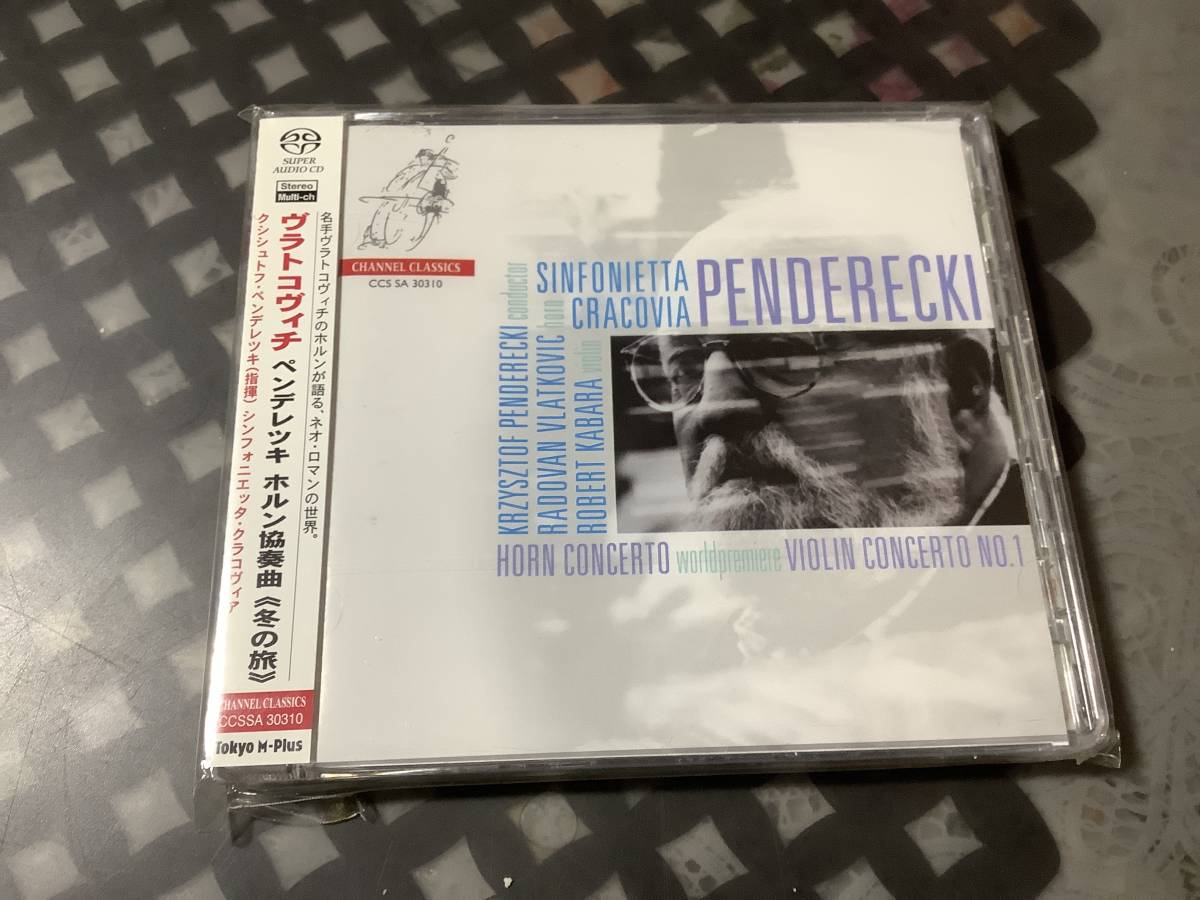 SUPER
AUDIO CD
Stereo
Multi-ch
名手ヴラトコヴィチのホルンが語る、ネオ・ロマンの世界。
ヴラトコヴィチ ペンデレツキ ホルン協奏曲《冬の旅》
クシシュトフ・ペンデレツキ(指揮) シンフォニエッタ・クラコヴィア
CHANNEL CLASSICS
CCSSA 30310
Tokyo M-Plus
CHANNEL CLASSICS
CCS SA 30310
SINFONIETTA
CRACOVIA
PENDERECKI
KRZYSZTOF PENDERECKI conductor
RADOVAN VLATKOVIC horn
ROBERT KABARA violin
HORN CONCERTO worldpremiere VIOLIN CONCERTO NO.1